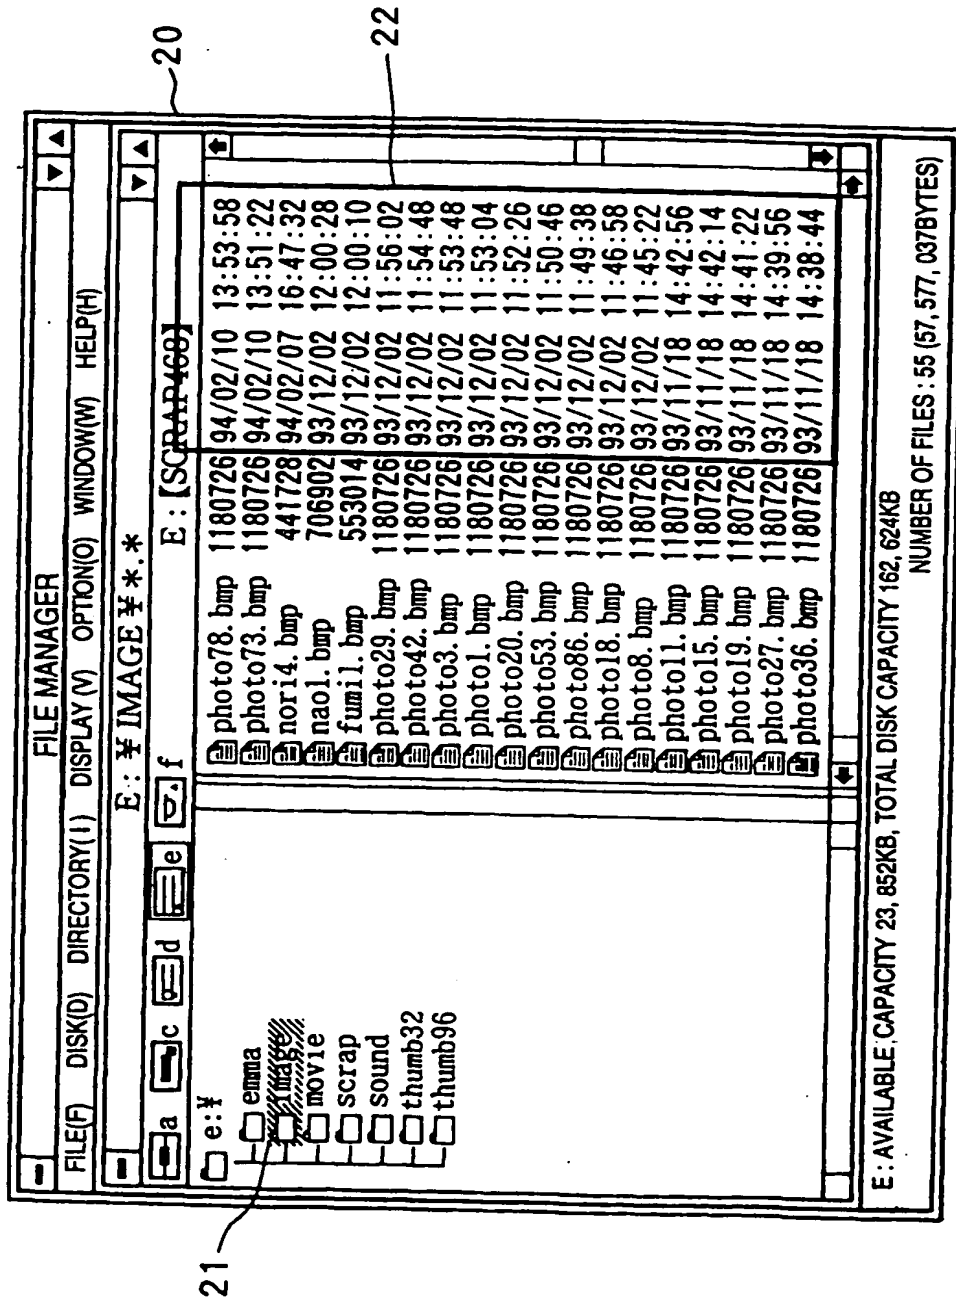 20
22
21
FILE MANAGER
FILE(F) DISK(D) DIRECTORY(I) DISPLAY (V) OPTION(O) WINDOW(W) HELP(H)
E: ¥ IMAGE ¥ *.*
a c d e f E : 【SCRAP468】
e:¥
emma
image
movie
scrap
sound
thumb32
thumb96
photo78.bmp 1180726 94/02/10 13:53:58
photo73.bmp 1180726 94/02/10 13:51:22
nori4.bmp 441728 94/02/07 16:47:32
nao1.bmp 706902 93/12/02 12:00:28
fumi1.bmp 553014 93/12/02 12:00:10
photo29.bmp 1180726 93/12/02 11:56:02
photo42.bmp 1180726 93/12/02 11:54:48
photo3.bmp 1180726 93/12/02 11:53:48
photo1.bmp 1180726 93/12/02 11:53:04
photo20.bmp 1180726 93/12/02 11:52:26
photo53.bmp 1180726 93/12/02 11:50:46
photo86.bmp 1180726 93/12/02 11:49:38
photo18.bmp 1180726 93/12/02 11:46:58
photo8.bmp 1180726 93/12/02 11:45:22
photo11.bmp 1180726 93/11/18 14:42:56
photo15.bmp 1180726 93/11/18 14:42:14
photo19.bmp 1180726 93/11/18 14:41:22
photo27.bmp 1180726 93/11/18 14:39:56
photo36.bmp 1180726 93/11/18 14:38:44
E : AVAILABLE CAPACITY 23, 852KB, TOTAL DISK CAPACITY 162, 624KB
NUMBER OF FILES : 55 (57, 577, 037BYTES)